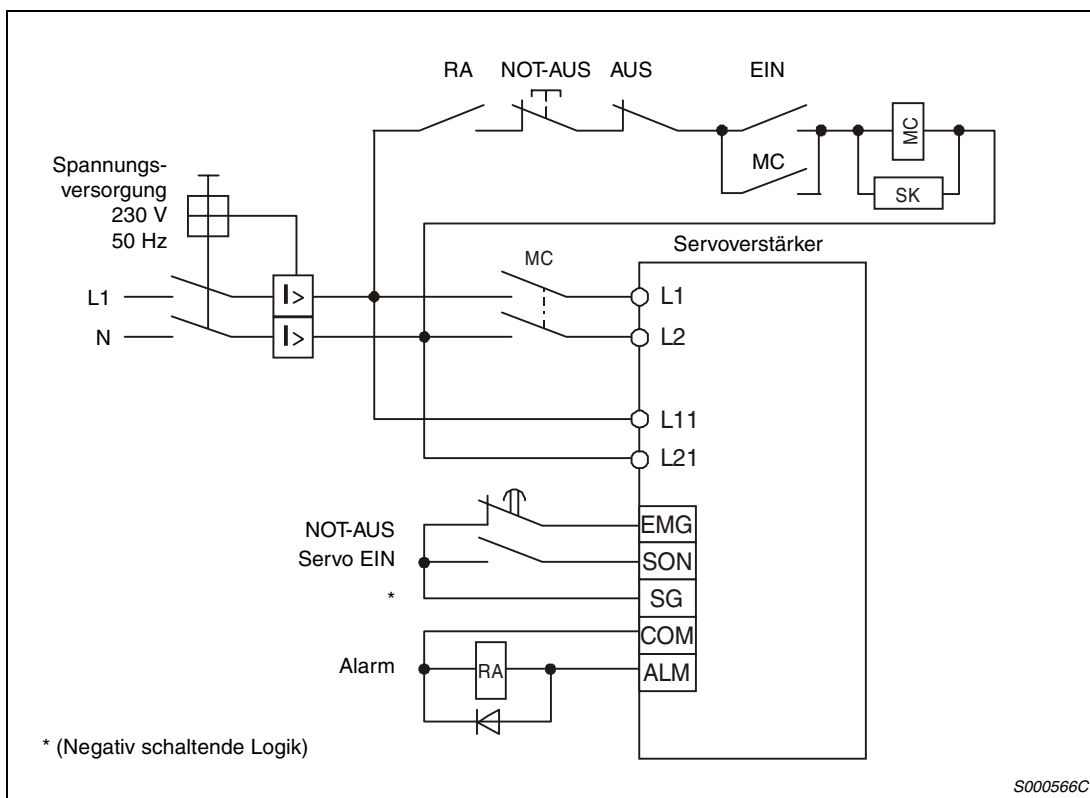 RA NOT-AUS AUS EIN
MC
MC
SK
Spannungs-
versorgung
230 V
50 Hz
Servoverstärker
MC
L1 I> L1
N I> L2
L11
L21
NOT-AUS EMG
Servo EIN SON
* SG
COM
Alarm RA ALM
* (Negativ schaltende Logik)
S000566C